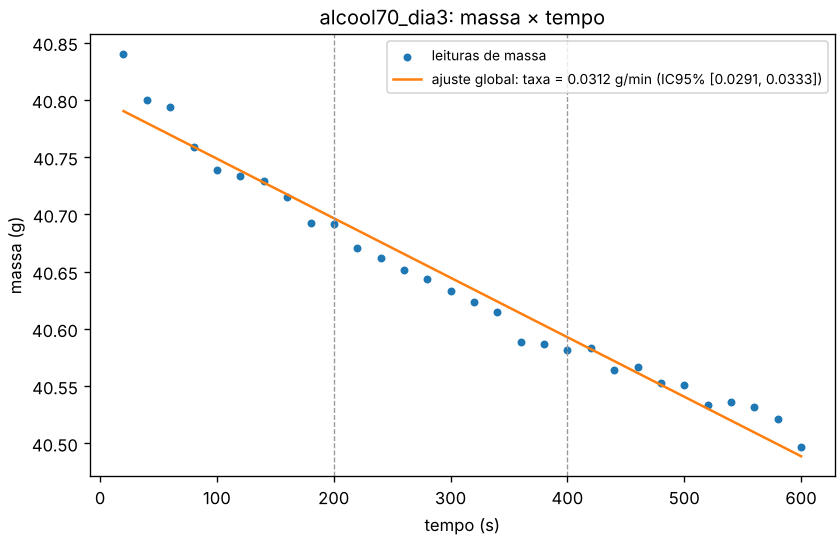 alcool70_dia3: massa × tempo
leituras de massa
ajuste global: taxa = 0.0312 g/min (IC95% [0.0291, 0.0333])
massa (g)
40.85
40.80
40.75
40.70
40.65
40.60
40.55
40.50
0 100 200 300 400 500 600
tempo (s)